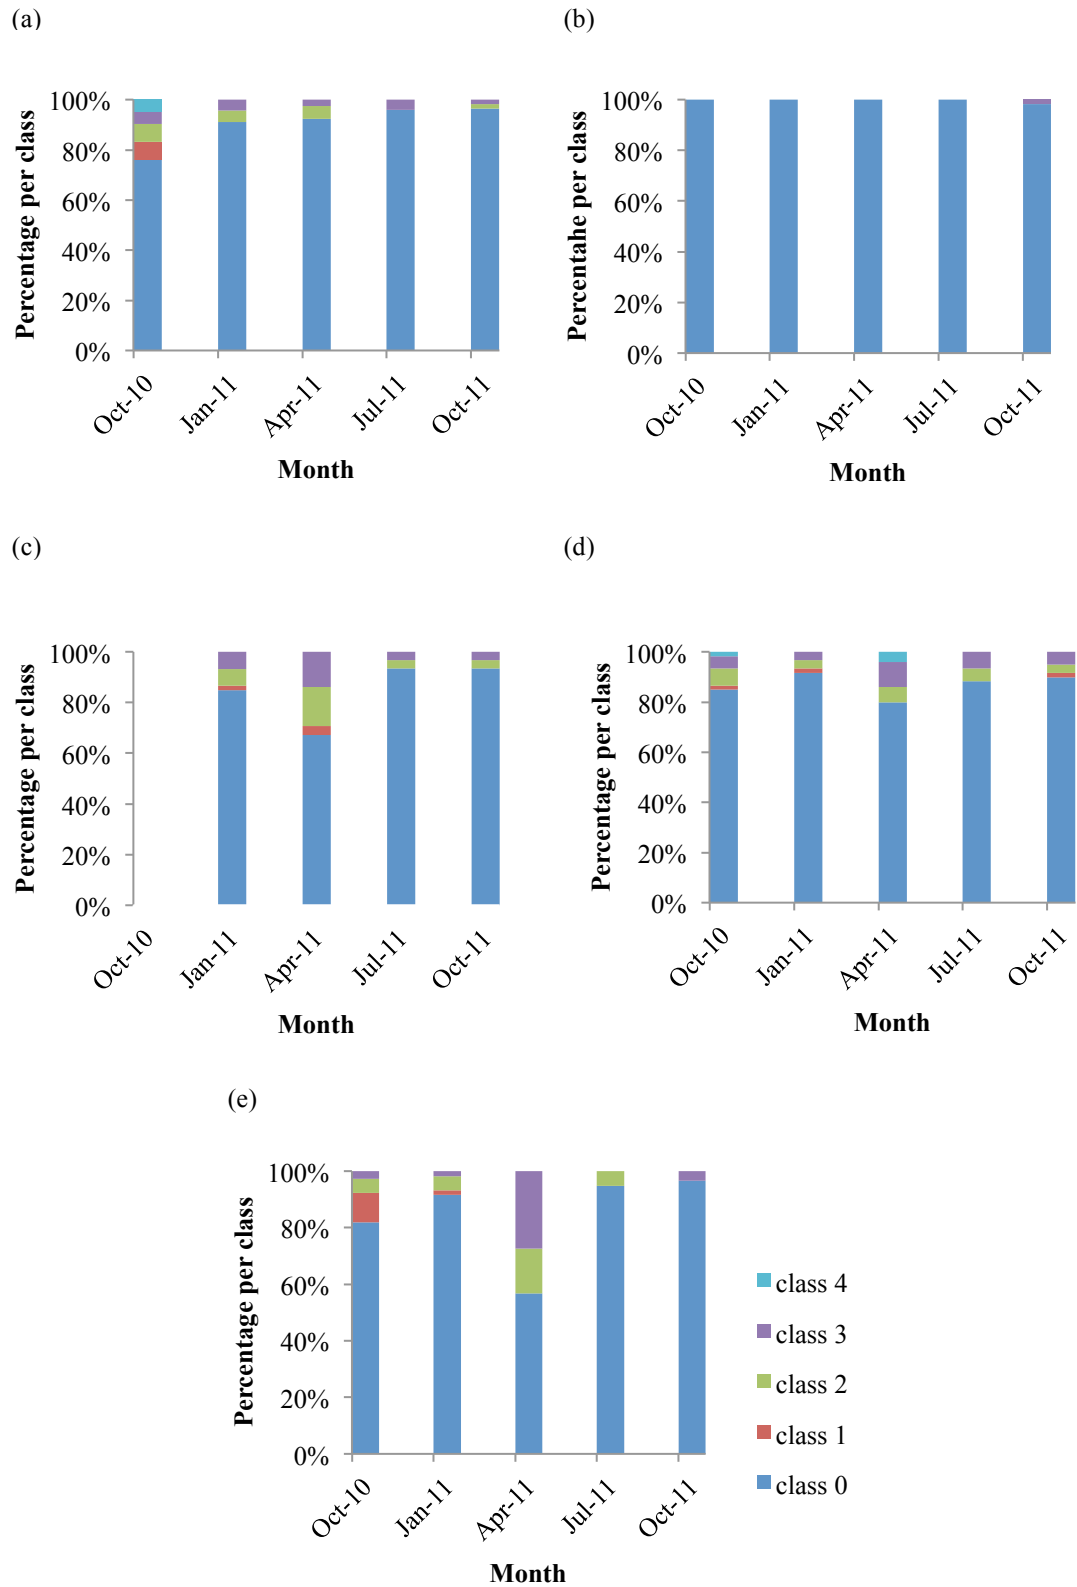 (a)
100%
80%
60%
40%
20%
0%
Percentage per class
Oct-10
Jan-11
Apr-11
Jul-11
Oct-11
Month
(b)
100%
80%
60%
40%
20%
0%
Percentahe per class
Oct-10
Jan-11
Apr-11
Jul-11
Oct-11
Month
(c)
100%
80%
60%
40%
20%
0%
Percentage per class
Oct-10
Jan-11
Apr-11
Jul-11
Oct-11
Month
(d)
100%
80%
60%
40%
20%
0%
Percentage per class
Oct-10
Jan-11
Apr-11
Jul-11
Oct-11
Month
(e)
100%
80%
60%
40%
20%
0%
Percentage per class
Oct-10
Jan-11
Apr-11
Jul-11
Oct-11
Month
class 4
class 3
class 2
class 1
class 0